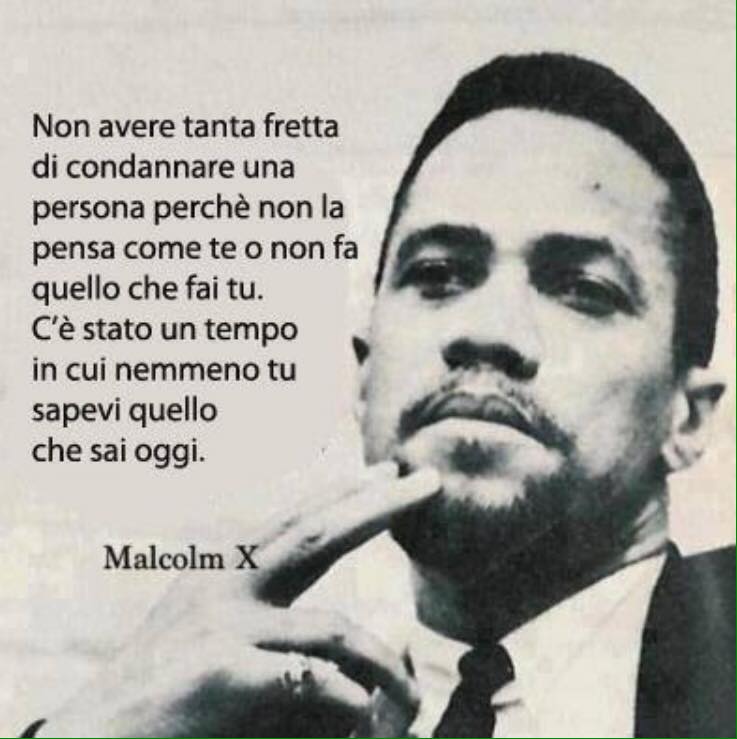 Non avere tanta fretta
di condannare una
persona perchè non la
pensa come te o non fa
quello che fai tu.
C'è stato un tempo
in cui nemmeno tu
sapevi quello
che sai oggi.
Malcolm X